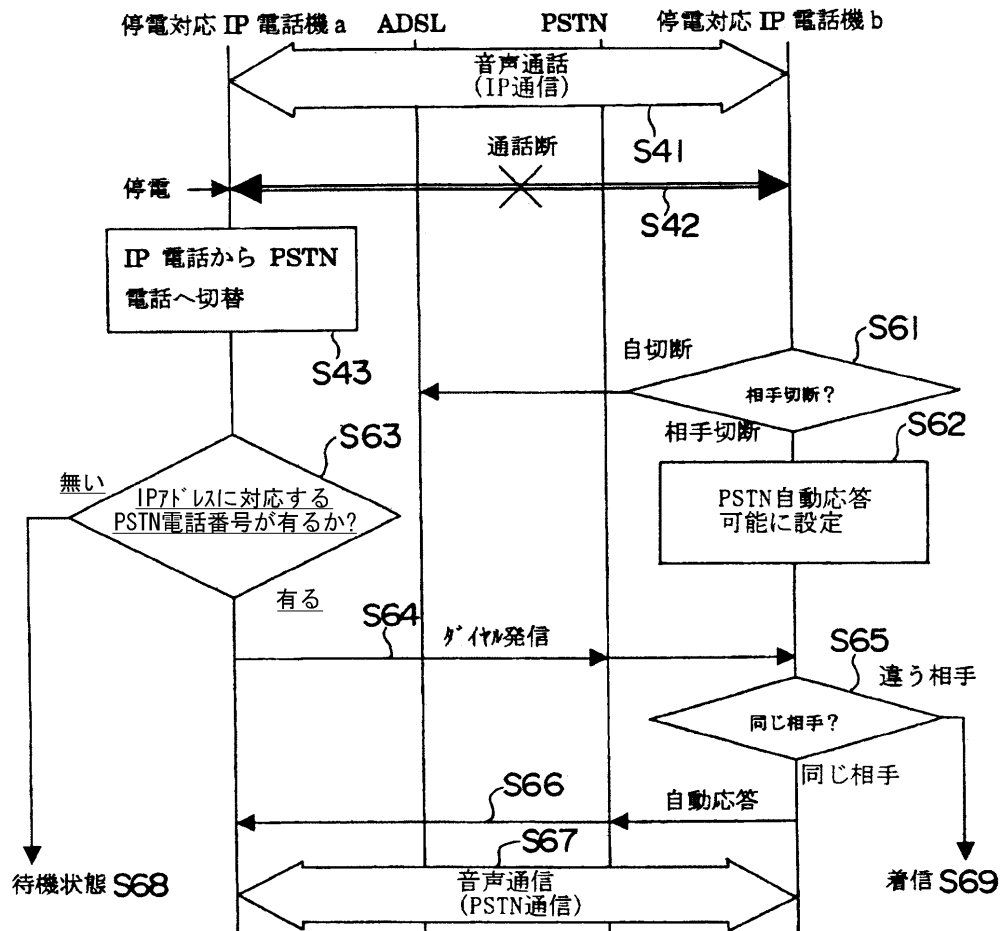 停電対応 IP 電話機 a
ADSL
PSTN
停電対応 IP 電話機 b
音声通話
(IP通信)
S41
通話断
停電
S42
IP 電話から PSTN
電話へ切替
S43
S61
自切断
相手切断?
相手切断
S62
S63
無い
IPアドレスに対応する
PSTN電話番号が有るか?
PSTN自動応答
可能に設定
有る
S64
ダイヤル発信
S65
違う相手
同じ相手?
同じ相手
S66
自動応答
S67
待機状態 S68
音声通信
(PSTN通信)
着信 S69